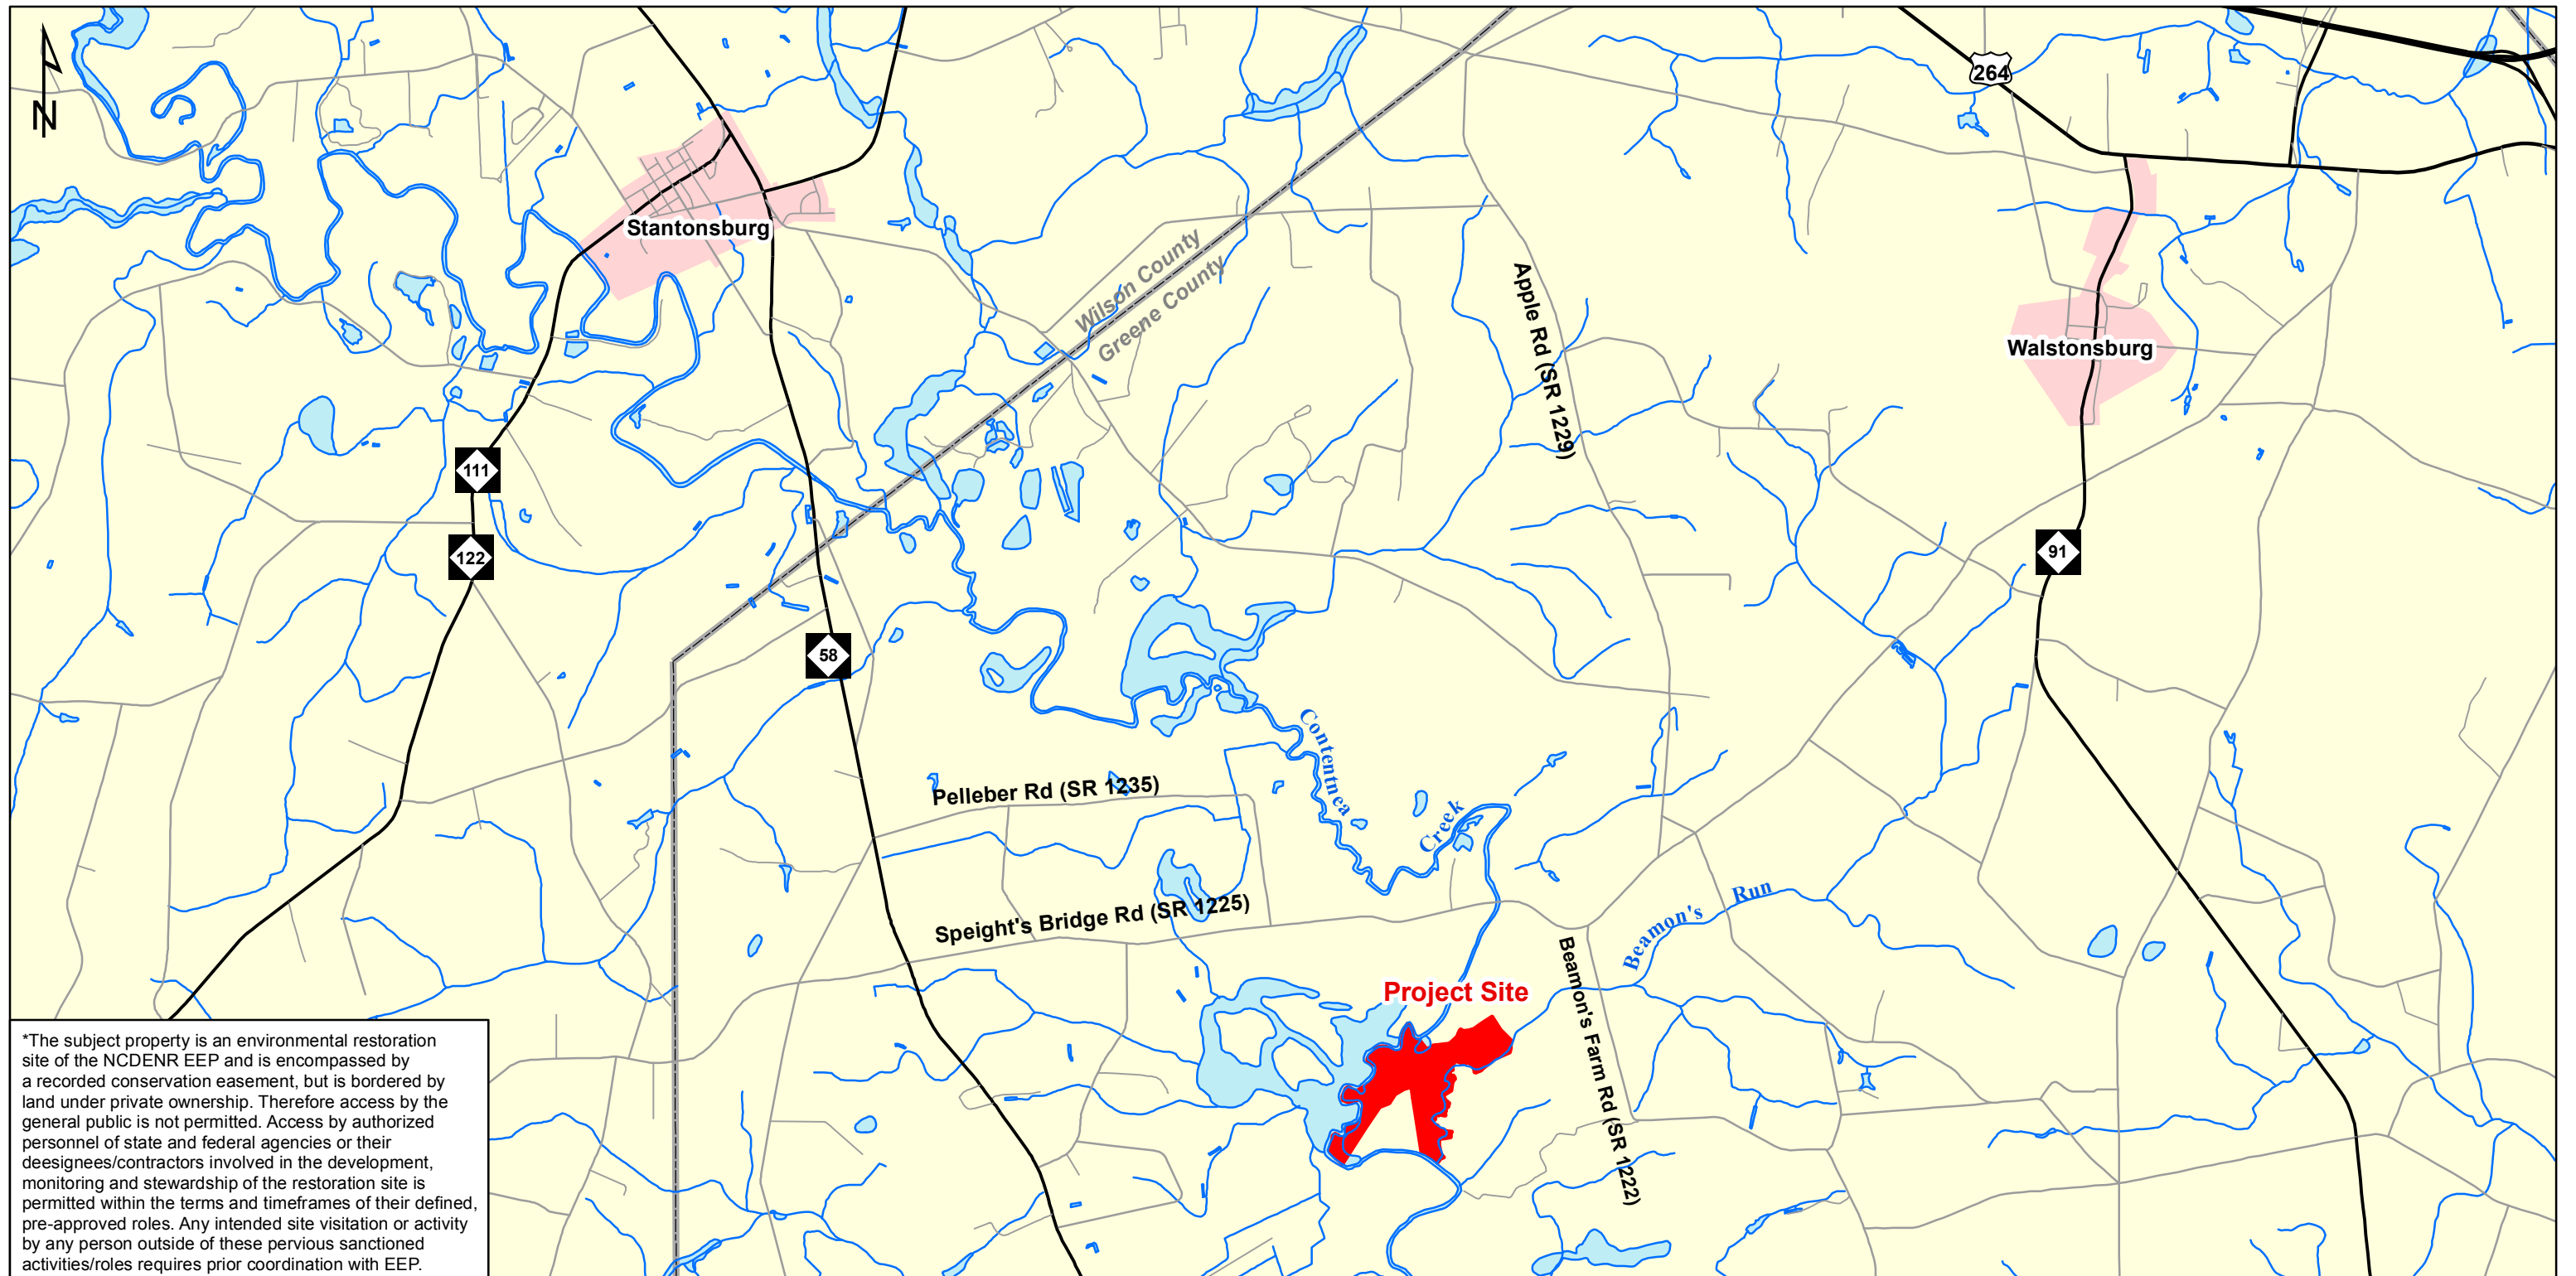 N
264
Stantonsburg
Wilson County
Greene County
Apple Rd (SR 1229)
Walstonsburg
111
122
91
58
Contentnea
Creek
Pelleber Rd (SR 1235)
Speight's Bridge Rd (SR 1225)
Beamon's Run
Beamon's Farm Rd (SR 1222)
Project Site
*The subject property is an environmental restoration
site of the NCDENR EEP and is encompassed by
a recorded conservation easement, but is bordered by
land under private ownership. Therefore access by the
general public is not permitted. Access by authorized
personnel of state and federal agencies or their
deesignees/contractors involved in the development,
monitoring and stewardship of the restoration site is
permitted within the terms and timeframes of their defined,
pre-approved roles. Any intended site visitation or activity
by any person outside of these pervious sanctioned
activities/roles requires prior coordination with EEP.